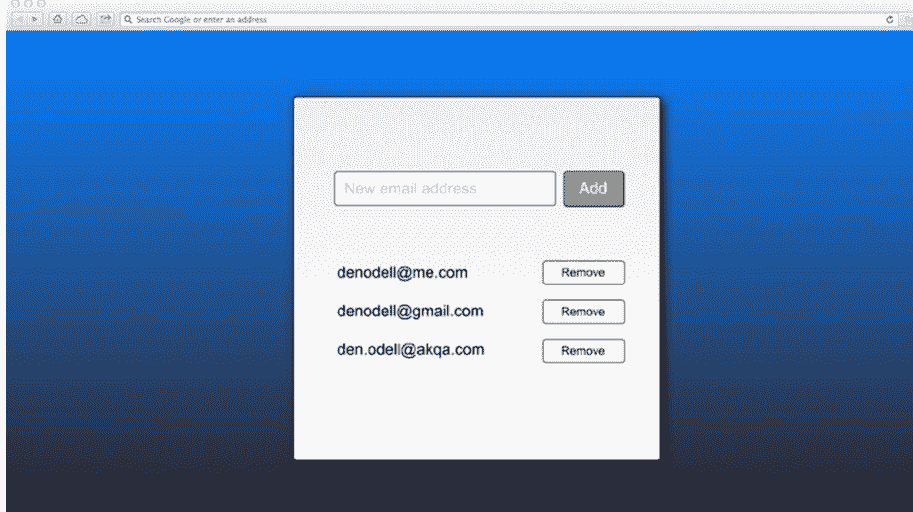 Search Google or enter an address
New email address
Add
denodell@me.com
Remove
denodell@gmail.com
Remove
den.odell@akqa.com
Remove